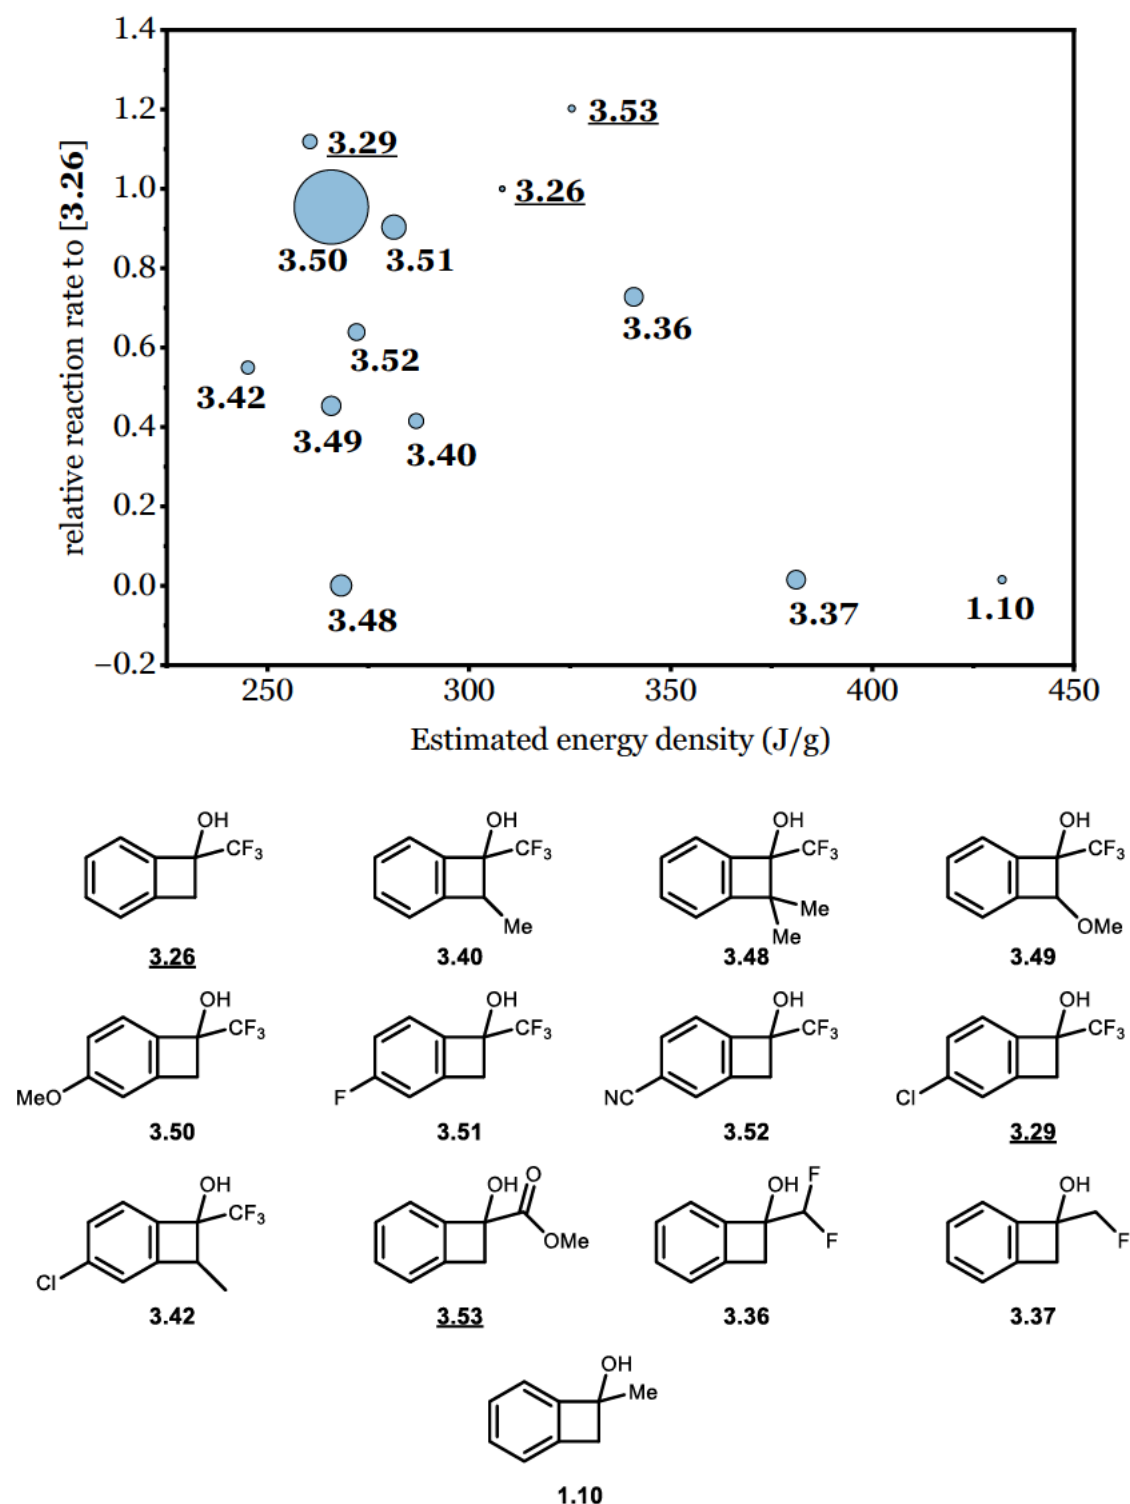 1.4
1.2
1.0
0.8
0.6
0.4
0.2
0.0
−0.2
relative reaction rate to [3.26]
3.53
3.29
3.26
3.50
3.51
3.36
3.52
3.42
3.49
3.40
3.48
3.37
1.10
250 300 350 400 450
Estimated energy density (J/g)
OH
CF3
3.26
OH
CF3
Me
3.40
OH
CF3
Me
Me
3.48
OH
CF3
OMe
3.49
OH
CF3
MeO
3.50
OH
CF3
F
3.51
OH
CF3
NC
3.52
OH
CF3
Cl
3.29
OH
CF3
Cl
3.42
OH
O
OMe
3.53
OH
F
F
3.36
OH
F
3.37
OH
Me
1.10